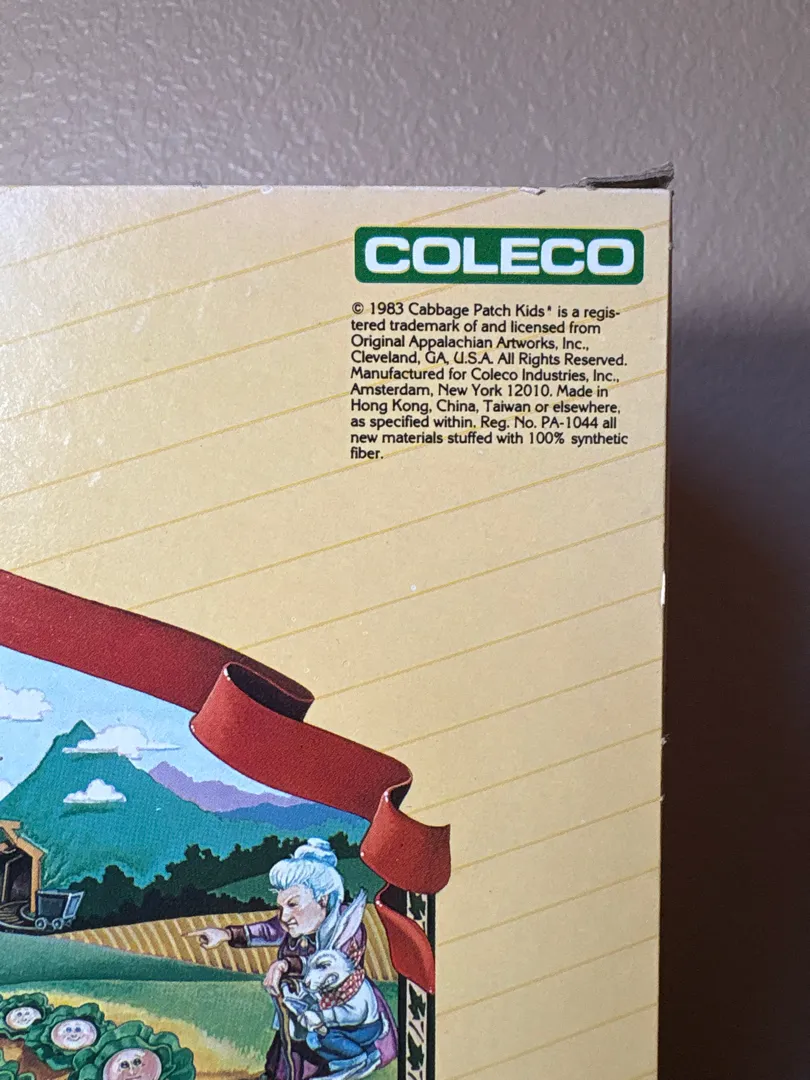 COLECO
© 1983 Cabbage Patch Kids® is a regis-
tered trademark of and licensed from
Original Appalachian Artworks, Inc.,
Cleveland, GA, U.S.A. All Rights Reserved.
Manufactured for Coleco Industries, Inc.,
Amsterdam, New York 12010. Made in
Hong Kong, China, Taiwan or elsewhere,
as specified within. Reg. No. PA-1044 all
new materials stuffed with 100% synthetic
fiber.